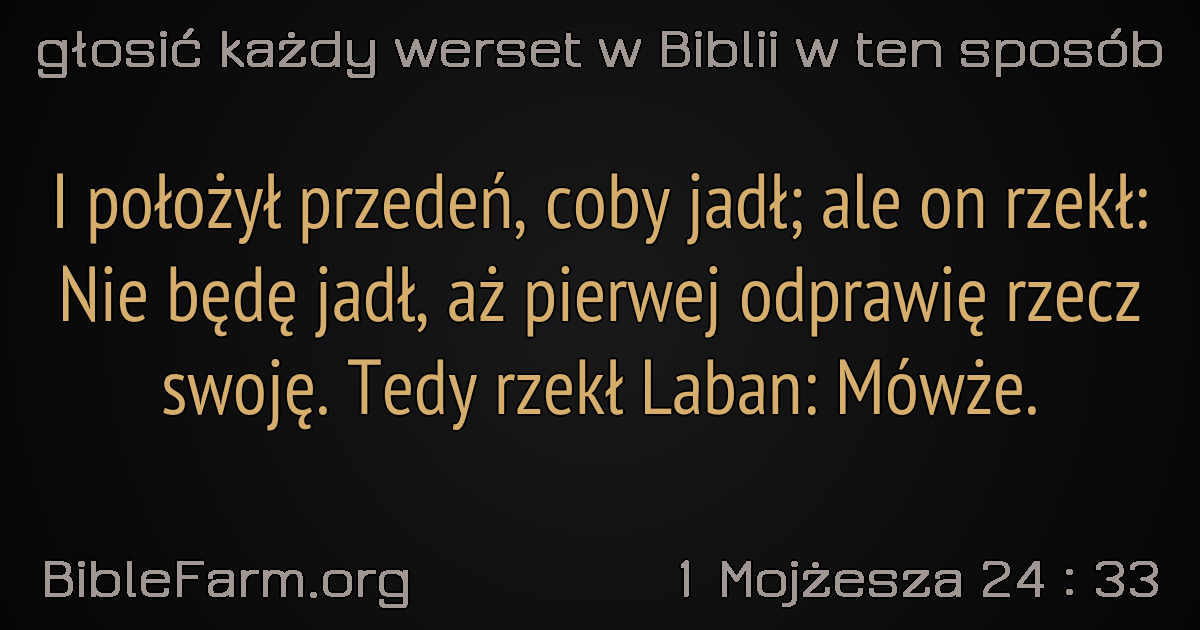 głosić każdy werset w Biblii w ten sposób
I położył przedeń, coby jadł; ale on rzekł:
Nie będę jadł, aż pierwej odprawię rzecz
swoję. Tedy rzekł Laban: Mówże.
BibleFarm.org
1 Mojżesza 24 : 33